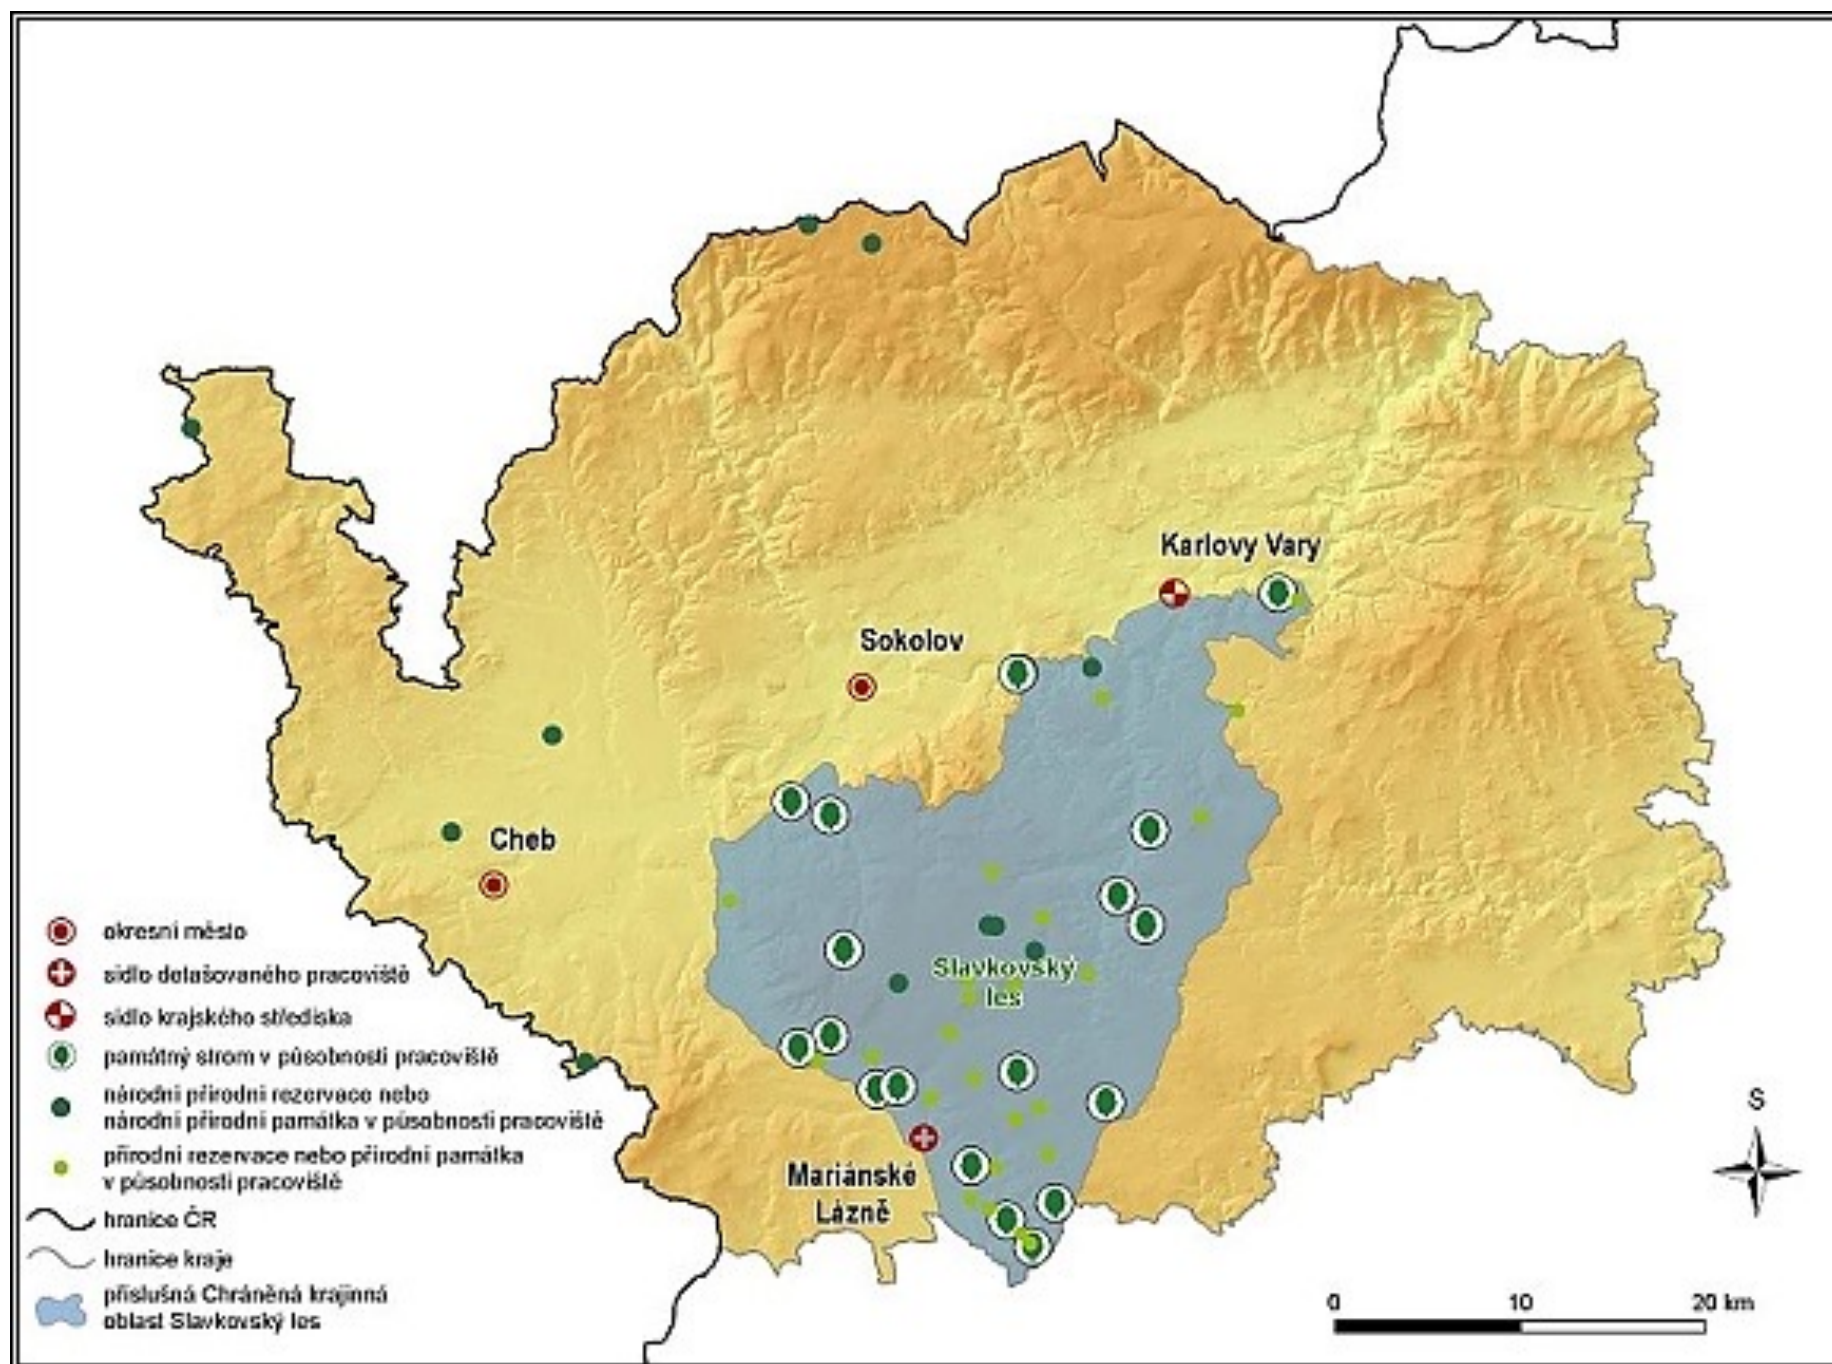 Karlovy Vary
Sokolov
Cheb
Slavkovský
les
Mariánské
Lázně
okresní město
sídlo detašovaného pracoviště
sídlo krajského střediska
památný strom v působnosti pracoviště
národní přírodní rezervace nebo
národní přírodní památka v působnosti pracoviště
přírodní rezervace nebo přírodní památka
v působnosti pracoviště
hranice ČR
hranice kraje
příslušná Chráněná krajinná
oblast Slavkovský les
S
0 10 20 km